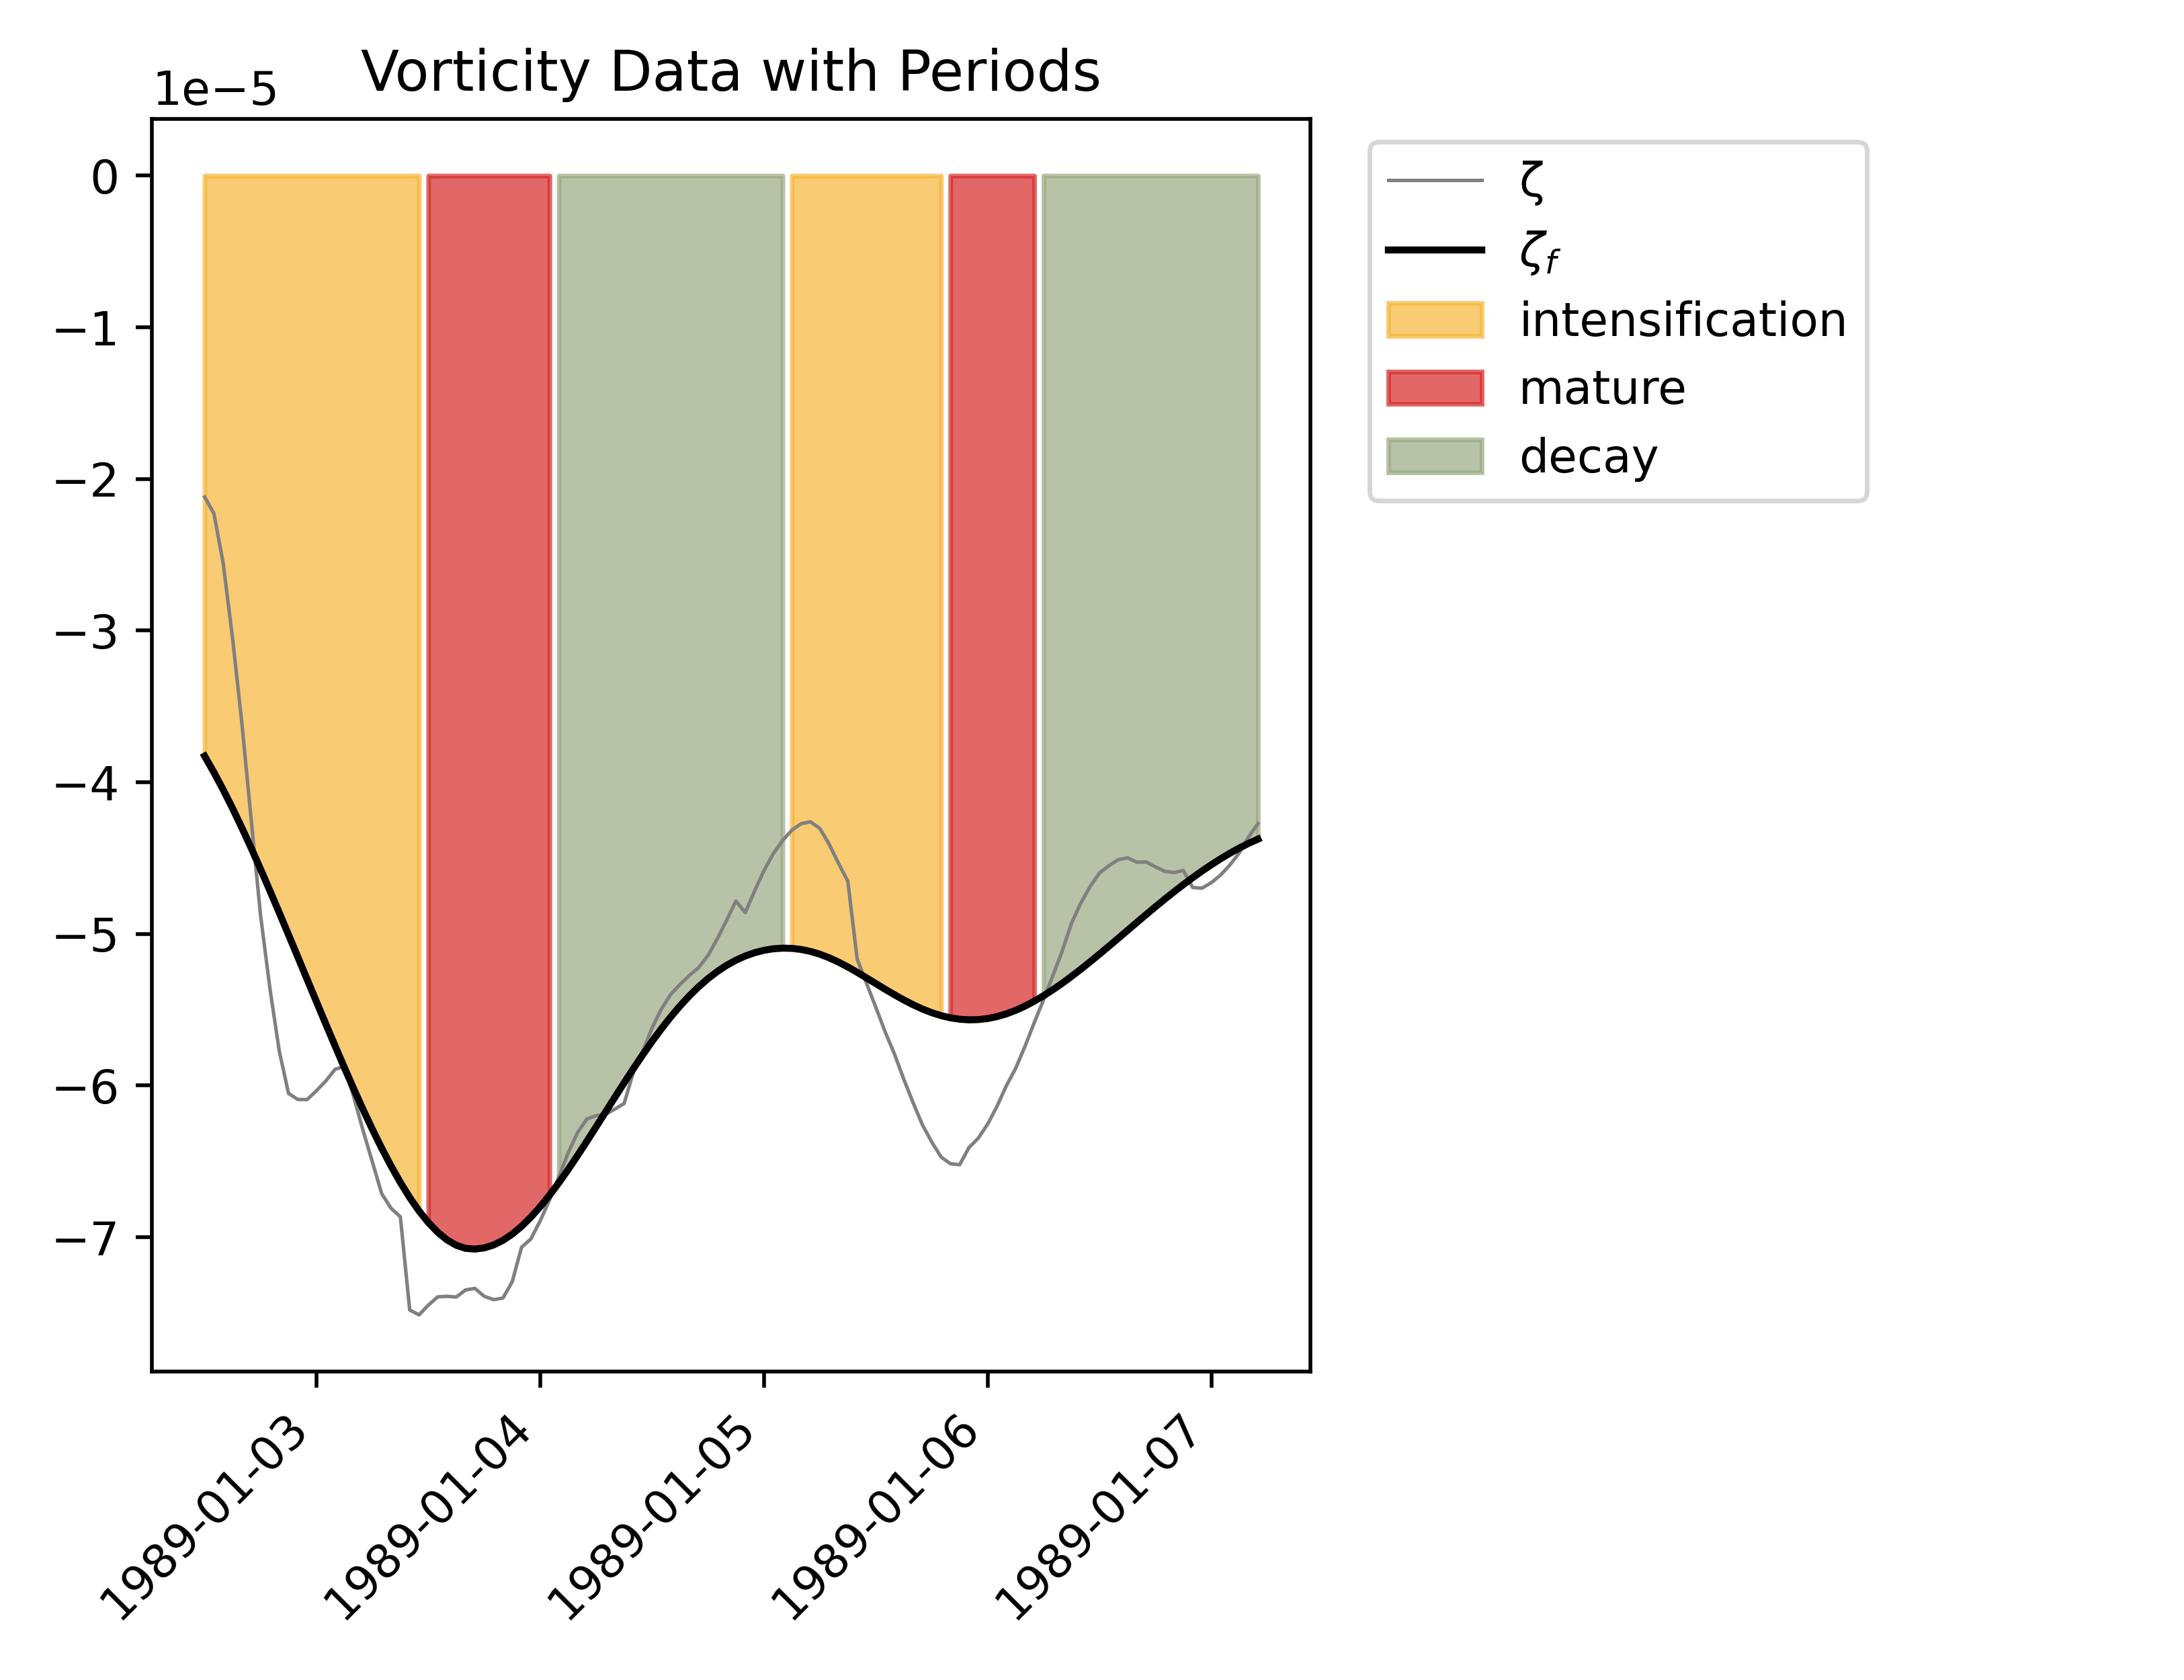 Vorticity Data with Periods
1e−5
0
−1
−2
−3
−4
−5
−6
−7
1989-01-03
1989-01-04
1989-01-05
1989-01-06
1989-01-07
ζ
ζf
intensification
mature
decay